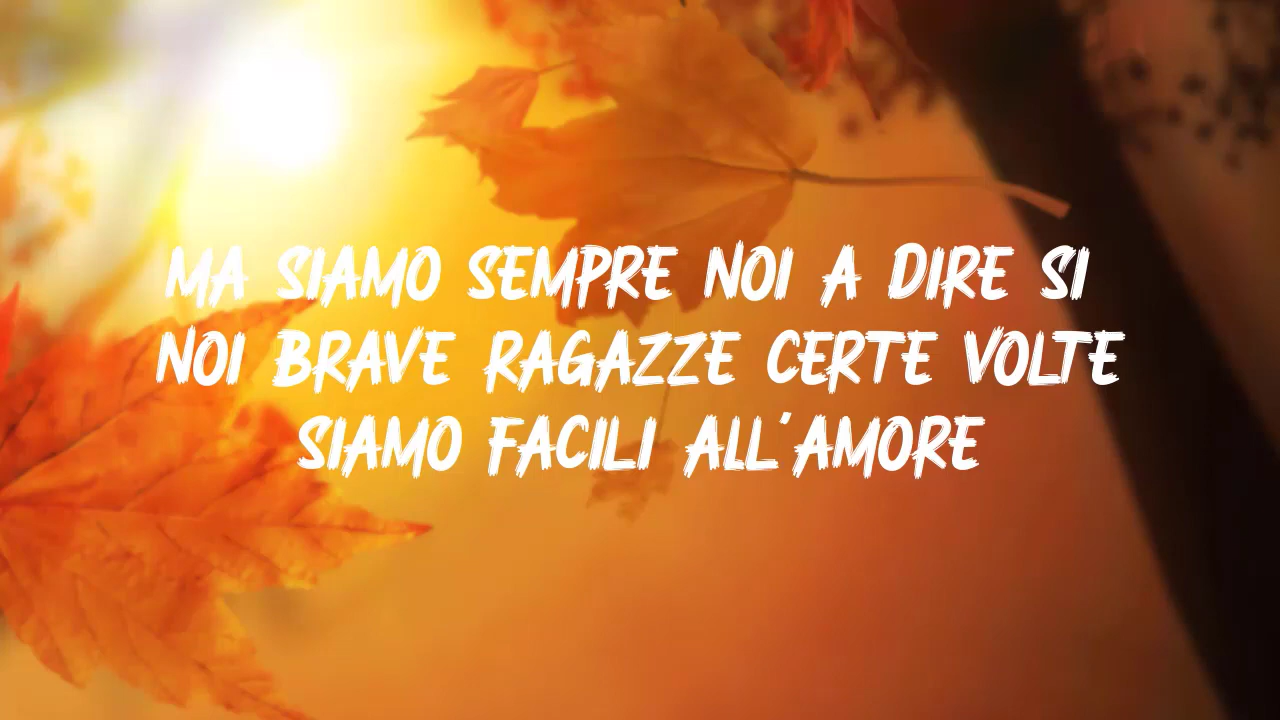 MA SIAMO SEMPRE NOI A DIRE SI
NOI BRAVE RAGAZZE CERTE VOLTE
SIAMO FACILI ALL'AMORE